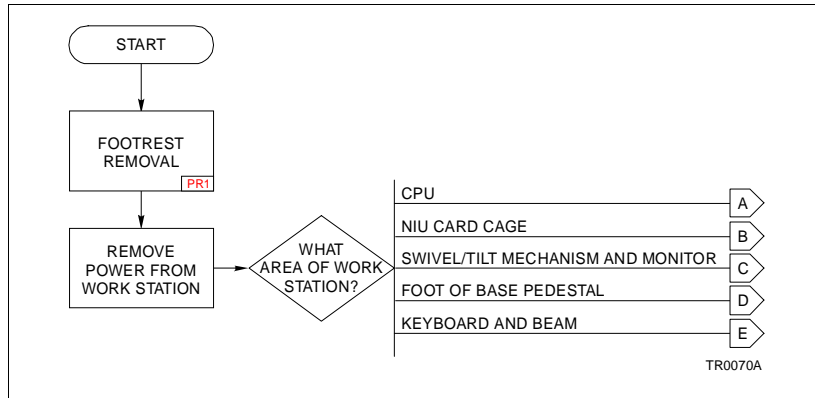 START
FOOTREST
REMOVAL
PR1
REMOVE
POWER FROM
WORK STATION
WHAT
AREA OF WORK
STATION?
CPU
A
NIU CARD CAGE
B
SWIVEL/TILT MECHANISM AND MONITOR
C
FOOT OF BASE PEDESTAL
D
KEYBOARD AND BEAM
E
TR0070A